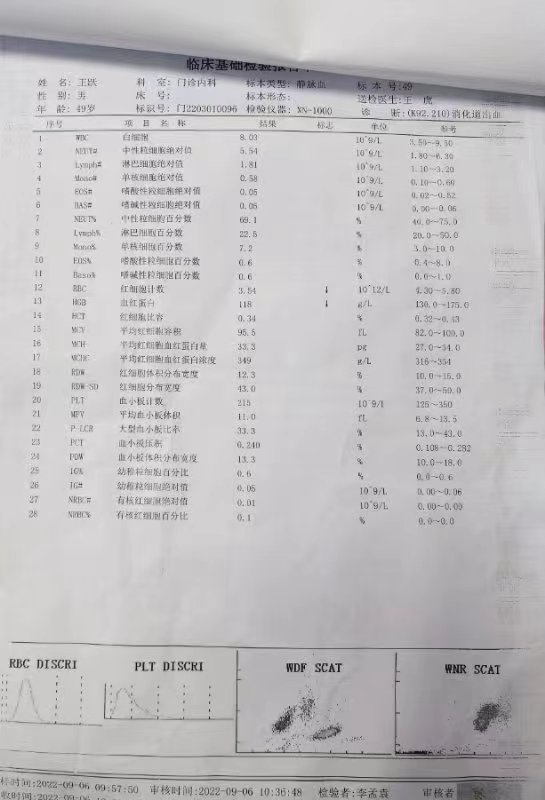 临床基础检验报告单
姓 名: 王跃 科 室: 门诊内科 标本类型: 静脉血 标 本 号:49
性 别: 男 床 号: 标本形态: 送检医生:王 虎
年 龄: 49岁 标识号: 门2203010096 检验仪器: XN-1000 诊 断: (K92.210)消化道出血
序号 项 目 名 称 结果 标志 单位 参考
1 WBC 白细胞 8.03 10^9/L 3.50~9.50
2 NEUT# 中性粒细胞绝对值 5.54 10^9/L 1.80~6.30
3 Lymph# 淋巴细胞绝对值 1.81 10^9/L 1.10~3.20
4 Mono# 单核细胞绝对值 0.58 10^9/L 0.10~0.60
5 EOS# 嗜酸性粒细胞绝对值 0.05 10^9/L 0.02~0.52
6 BAS# 嗜碱性粒细胞绝对值 0.05 10^9/L 0.00~0.06
7 NEUT% 中性粒细胞百分数 69.1 % 40.0~75.0
8 Lymph% 淋巴细胞百分数 22.5 % 20.0~50.0
9 Mono% 单核细胞百分数 7.2 % 3.0~10.0
10 EOS% 嗜酸性粒细胞百分数 0.6 % 0.4~8.0
11 Baso% 嗜碱性粒细胞百分数 0.6 % 0.0~1.0
12 RBC 红细胞计数 3.54 ↓ 10^12/L 4.30~5.80
13 HGB 血红蛋白 118 ↓ g/L 130.0~175.0
14 HCT 红细胞比容 0.34 % 0.32~0.43
15 MCV 平均红细胞容积 95.5 fL 82.0~100.0
16 MCH 平均红细胞血红蛋白量 33.3 pg 27.0~34.0
17 MCHC 平均红细胞血红蛋白浓度 349 g/L 316~354
18 RDW 红细胞体积分布宽度 12.3 % 10.0~15.0
19 RDW-SD 红细胞分布宽度 43.0 % 37.0~50.0
20 PLT 血小板计数 215 10^9/L 125~350
21 MPV 平均血小板体积 11.0 fL 6.8~13.5
22 P-LCR 大型血小板比率 33.3 % 13.0~43.0
23 PCT 血小板压积 0.240 % 0.108~0.282
24 PDW 血小板体积分布宽度 13.3 % 10.0~18.0
25 IG% 幼稚粒细胞百分比 0.6 % 0.0~0.6
26 IG# 幼稚粒细胞绝对值 0.05 10^9/L 0.00~0.06
27 NRBC# 有核红细胞绝对值 0.01 10^9/L 0.00~0.00
28 NRBC% 有核红细胞百分比 0.1 % 0.0~0.0
RBC DISCRI PLT DISCRI WDF SCAT WNR SCAT
样时间:2022-09-06 09:57:50 审核时间:2022-09-06 10:36:48 检验者:李孟袁 审核者
收时间:2022-09-06